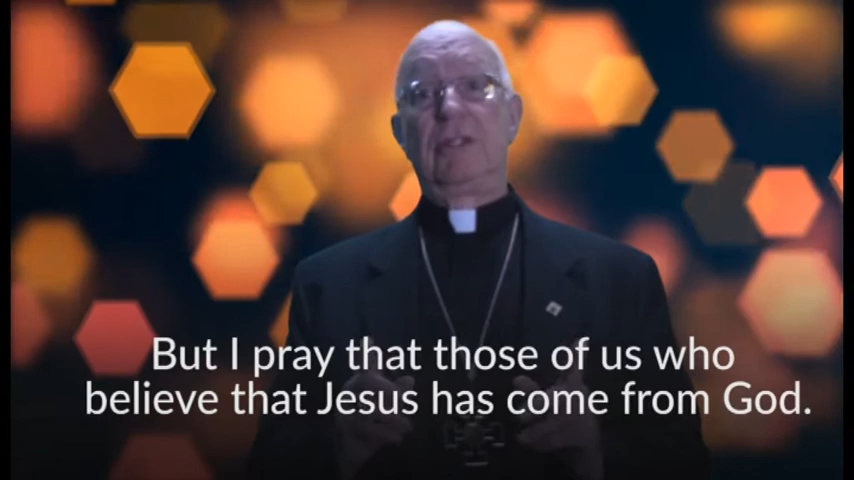 But I pray that those of us who
believe that Jesus has come from God.